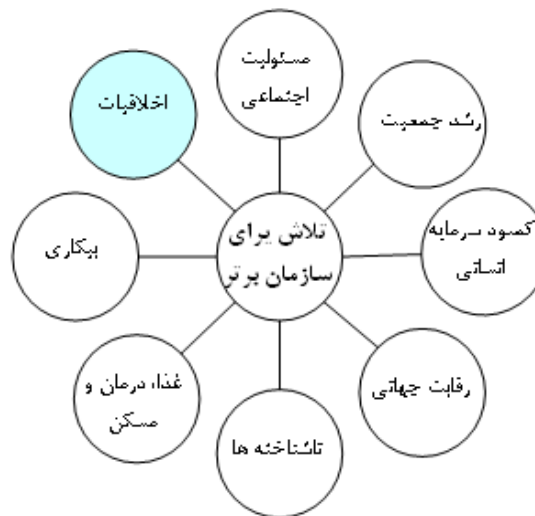 مسئولیت
اجتماعی
اخلاقیات
رشد جمعیت
تلاش برای
سازمان برتر
کمبود سرمایه
انسانی
بیکاری
غذا، درمان و
مسکن
رقابت جهانی
ناشناخته ها